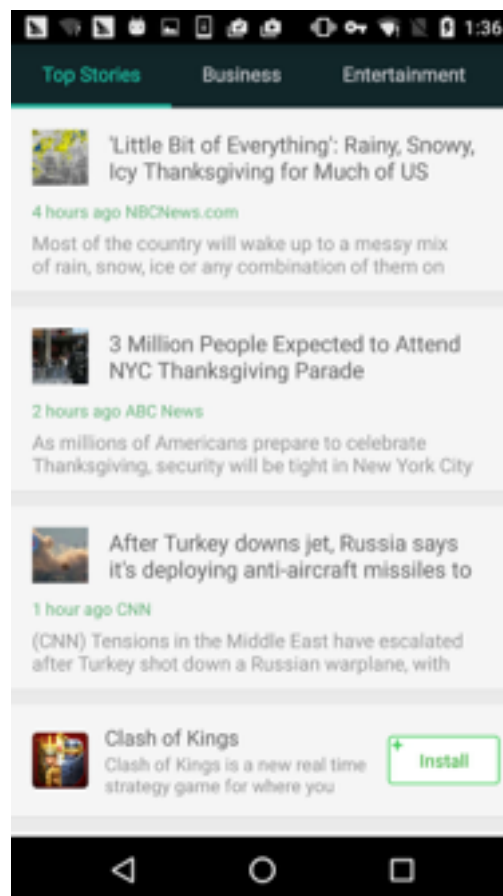 1:36
Top Stories Business Entertainment
'Little Bit of Everything': Rainy, Snowy,
Icy Thanksgiving for Much of US
4 hours ago NBCNews.com
Most of the country will wake up to a messy mix
of rain, snow, ice or any combination of them on
3 Million People Expected to Attend
NYC Thanksgiving Parade
2 hours ago ABC News
As millions of Americans prepare to celebrate
Thanksgiving, security will be tight in New York City
After Turkey downs jet, Russia says
it's deploying anti-aircraft missiles to
1 hour ago CNN
(CNN) Tensions in the Middle East have escalated
after Turkey shot down a Russian warplane, with
Clash of Kings
Clash of Kings is a new real time
strategy game for where you
Install